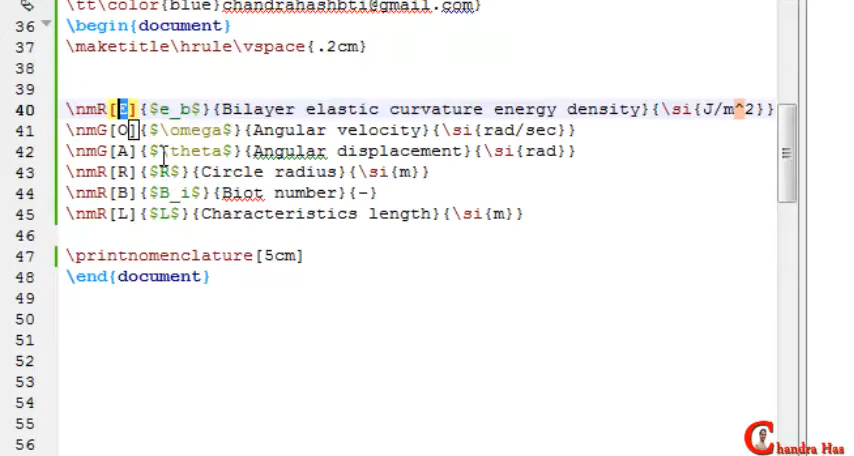 \tt\color{blue}chandrahashbti@gmail.com}
36 \begin{document}
37 \maketitle\hrule\vspace{.2cm}
38
39
40 \nmR[E]{$e_b$}{Bilayer elastic curvature energy density}{\si{J/m^2}}
41 \nmG[O]{$\omega$}{Angular velocity}{\si{rad/sec}}
42 \nmG[A]{$\theta$}{Angular displacement}{\si{rad}}
43 \nmR[R]{$R$}{Circle radius}{\si{m}}
44 \nmR[B]{$B_i$}{Biot number}{-}
45 \nmR[L]{$L$}{Characteristics length}{\si{m}}
46
47 \printnomenclature[5cm]
48 \end{document}
49
50
51
52
53
54
55
56
Chandra Has